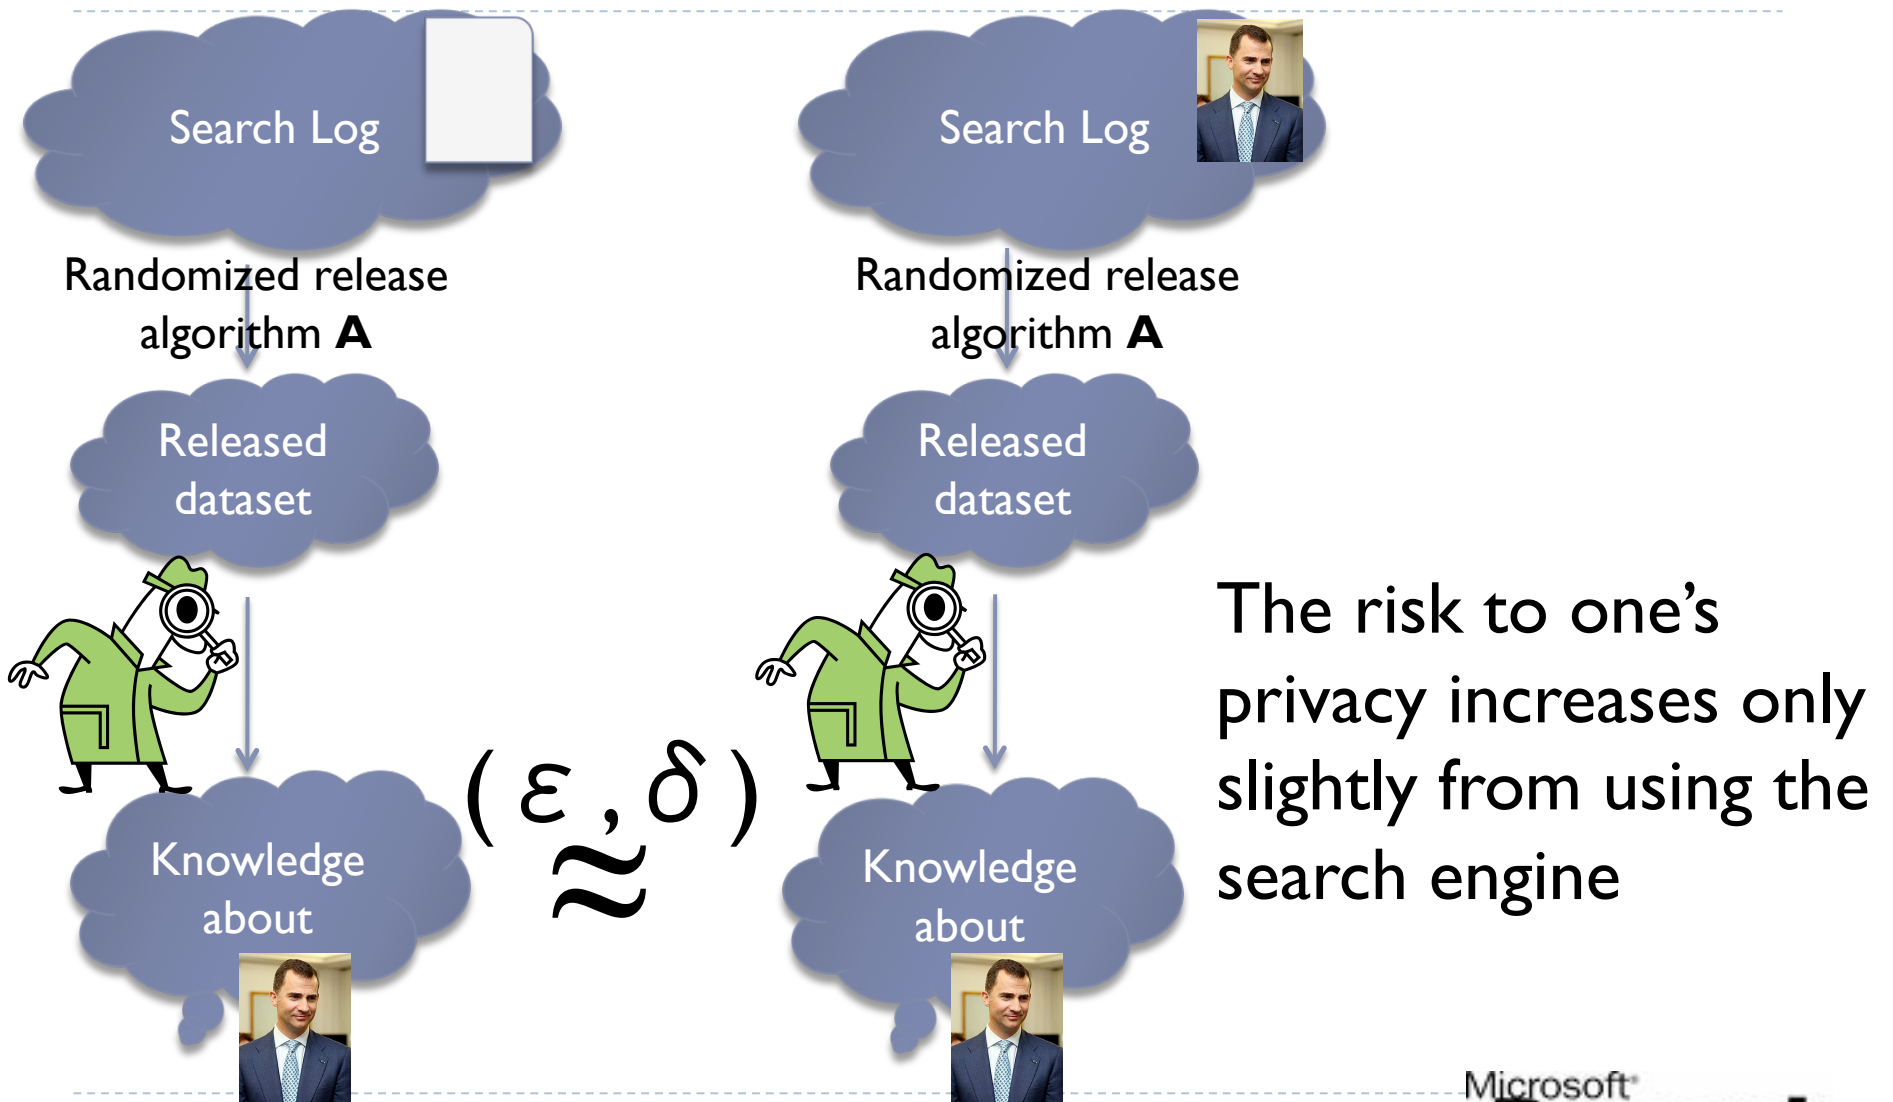 Search Log
Randomized release
algorithm A
Released
dataset
Knowledge
about
(ε,δ)
≈
Search Log
Randomized release
algorithm A
Released
dataset
Knowledge
about
The risk to one’s
privacy increases only
slightly from using the
search engine
Microsoft®